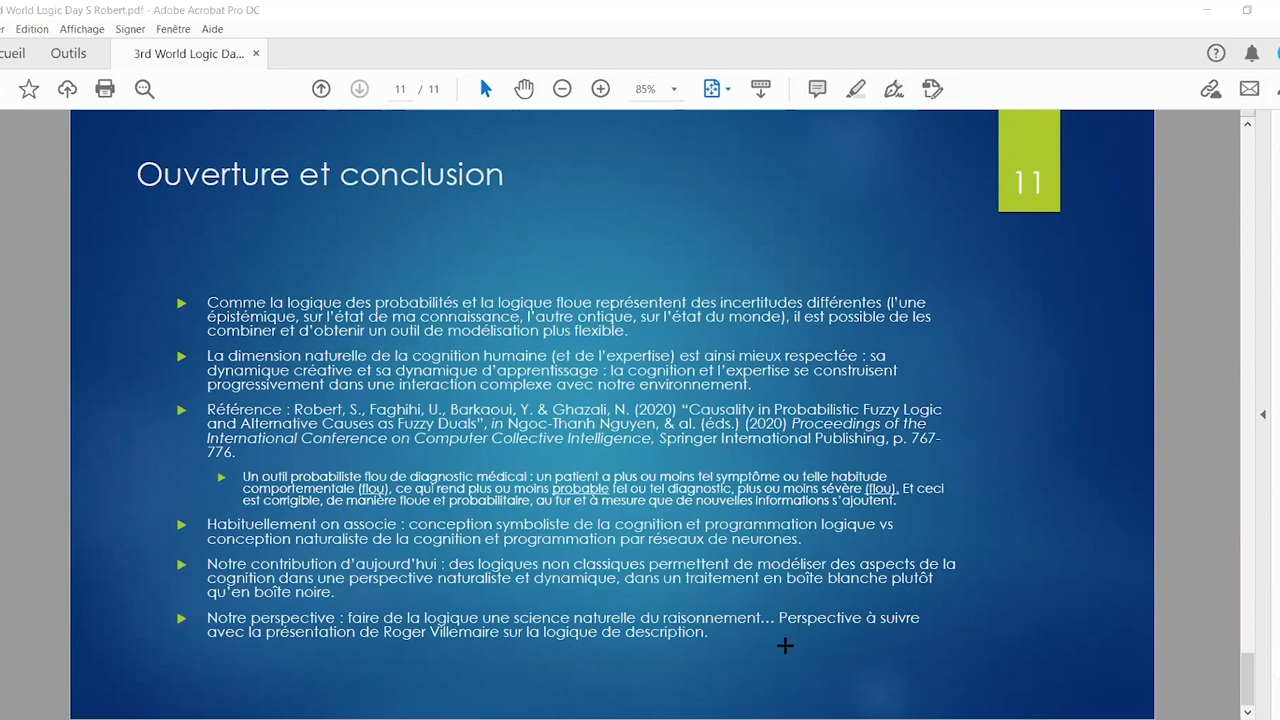 d World Logic Day S Robert.pdf - Adobe Acrobat Pro DC
r Edition Affichage Signer Fenêtre Aide
cueil Outils 3rd World Logic Da... ×
11 / 11 85%
Ouverture et conclusion
11
Comme la logique des probabilités et la logique floue représentent des incertitudes différentes (l'une
épistémique, sur l'état de ma connaissance, l'autre ontique, sur l'état du monde), il est possible de les
combiner et d'obtenir un outil de modélisation plus flexible.
La dimension naturelle de la cognition humaine (et de l'expertise) est ainsi mieux respectée : sa
dynamique créative et sa dynamique d'apprentissage : la cognition et l'expertise se construisent
progressivement dans une interaction complexe avec notre environnement.
Référence : Robert, S., Faghihi, U., Barkaoui, Y. & Ghazali, N. (2020) “Causality in Probabilistic Fuzzy Logic
and Alternative Causes as Fuzzy Duals”, in Ngoc-Thanh Nguyen, & al. (éds.) (2020) Proceedings of the
International Conference on Computer Collective Intelligence, Springer International Publishing, p. 767-
776.
Un outil probabiliste flou de diagnostic médical : un patient a plus ou moins tel symptôme ou telle habitude
comportementale (flou), ce qui rend plus ou moins probable tel ou tel diagnostic, plus ou moins sévère (flou). Et ceci
est corrigible, de manière floue et probabilitaire, au fur et à mesure que de nouvelles informations s'ajoutent.
Habituellement on associe : conception symboliste de la cognition et programmation logique vs
conception naturaliste de la cognition et programmation par réseaux de neurones.
Notre contribution d'aujourd'hui : des logiques non classiques permettent de modéliser des aspects de la
cognition dans une perspective naturaliste et dynamique, dans un traitement en boîte blanche plutôt
qu'en boîte noire.
Notre perspective : faire de la logique une science naturelle du raisonnement… Perspective à suivre
avec la présentation de Roger Villemaire sur la logique de description.